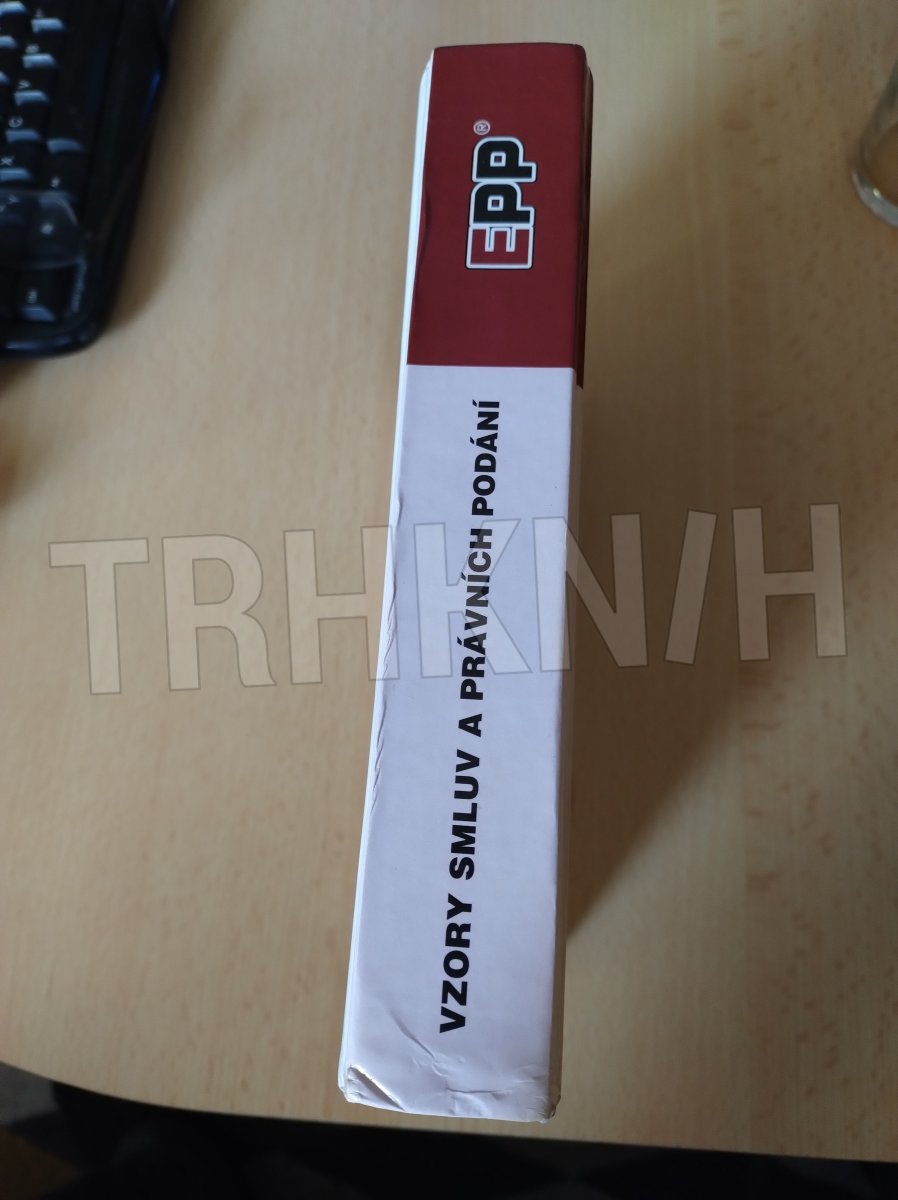 EPP®
VZORY SMLUV A PRÁVNÍCH PODÁNÍ
TRHKNIH